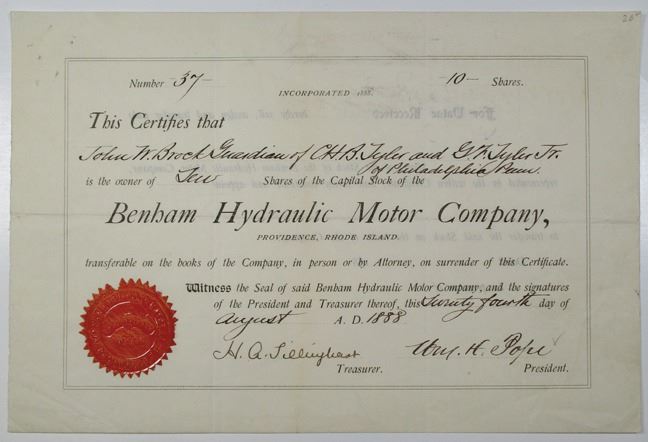 20⁰⁰
Number 37 10 Shares.
INCORPORATED 1888.
This Certifies that
John W. Brock Guardian of C.H.B. Tyler and G.F. Tyler Jr.
of Philadelphia Penn.
is the owner of Ten Shares of the Capital Stock of the
Benham Hydraulic Motor Company,
PROVIDENCE, RHODE ISLAND.
transferable on the books of the Company, in person or by Attorney, on surrender of this Certificate.
Witness the Seal of said Benham Hydraulic Motor Company, and the signatures
of the President and Treasurer thereof, this Twenty fourth day of
August A. D. 1888
H. A. Tillinghast Wm. H. Pope
Treasurer. President.